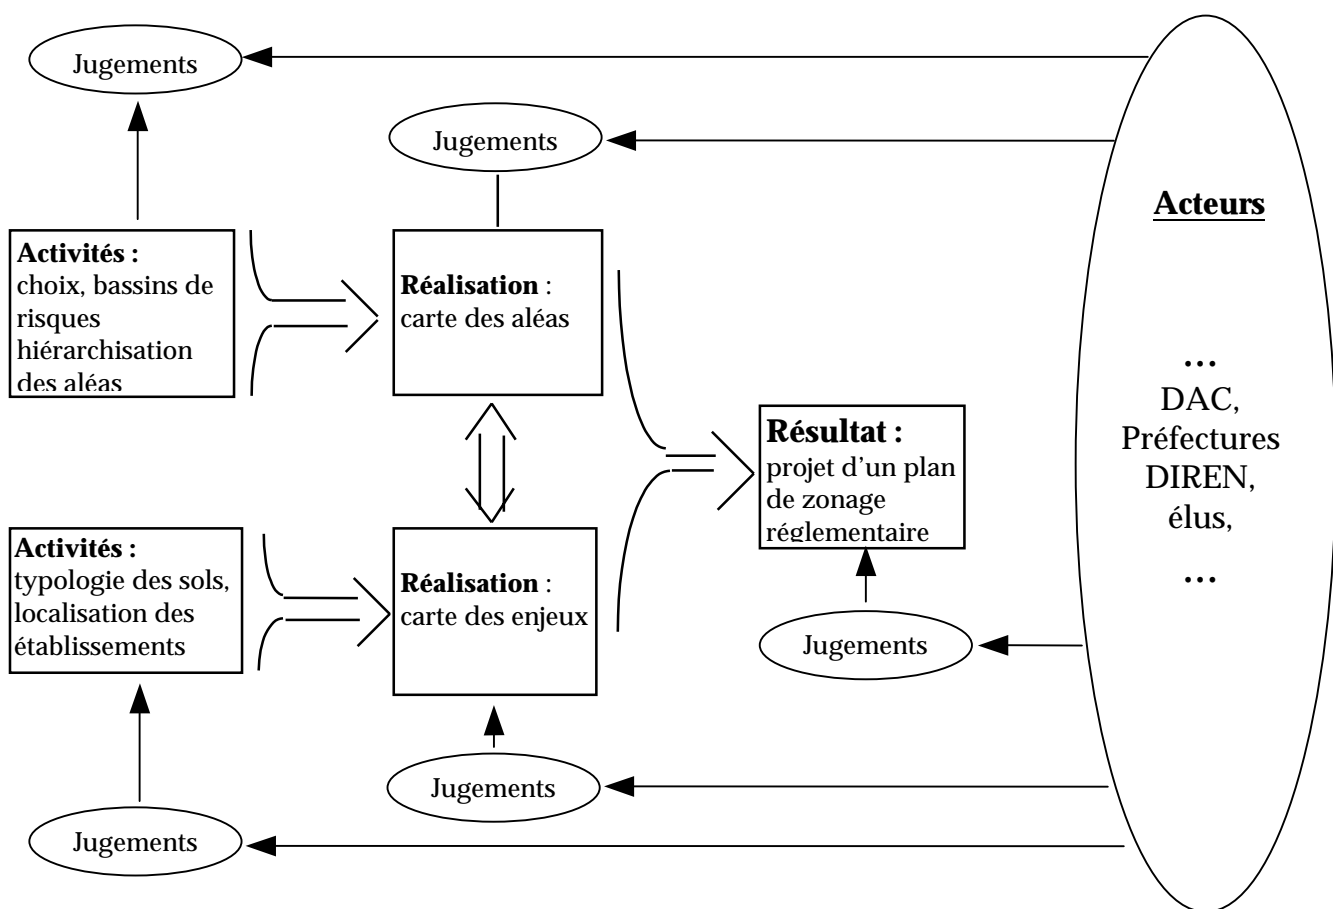 Jugements
Jugements
Acteurs
...
DAC,
Préfectures
DIREN,
élus,
...
Activités :
choix, bassins de
risques
hiérarchisation
des aléas
Réalisation :
carte des aléas
Résultat :
projet d'un plan
de zonage
réglementaire
Activités :
typologie des sols,
localisation des
établissements
Réalisation :
carte des enjeux
Jugements
Jugements
Jugements